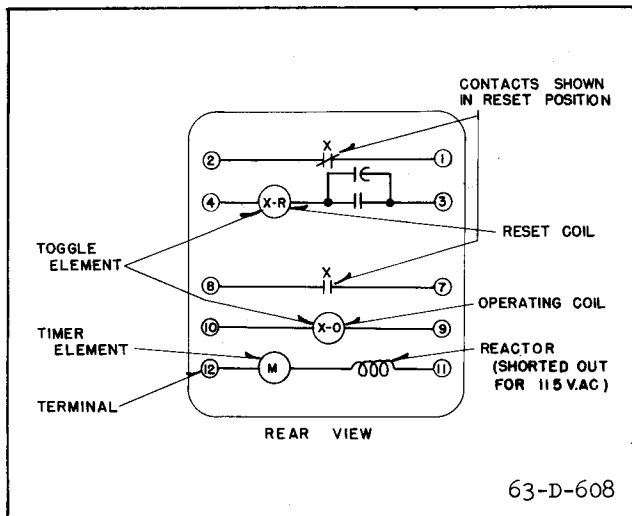 CONTACTS SHOWN
IN RESET POSITION
X
2
1
4
X-R
3
RESET COIL
TOGGLE
ELEMENT
X
8
7
10
X-O
9
OPERATING COIL
TIMER
ELEMENT
12
M
11
REACTOR
(SHORTED OUT
FOR 115 V.AC)
TERMINAL
REAR VIEW
63-D-608